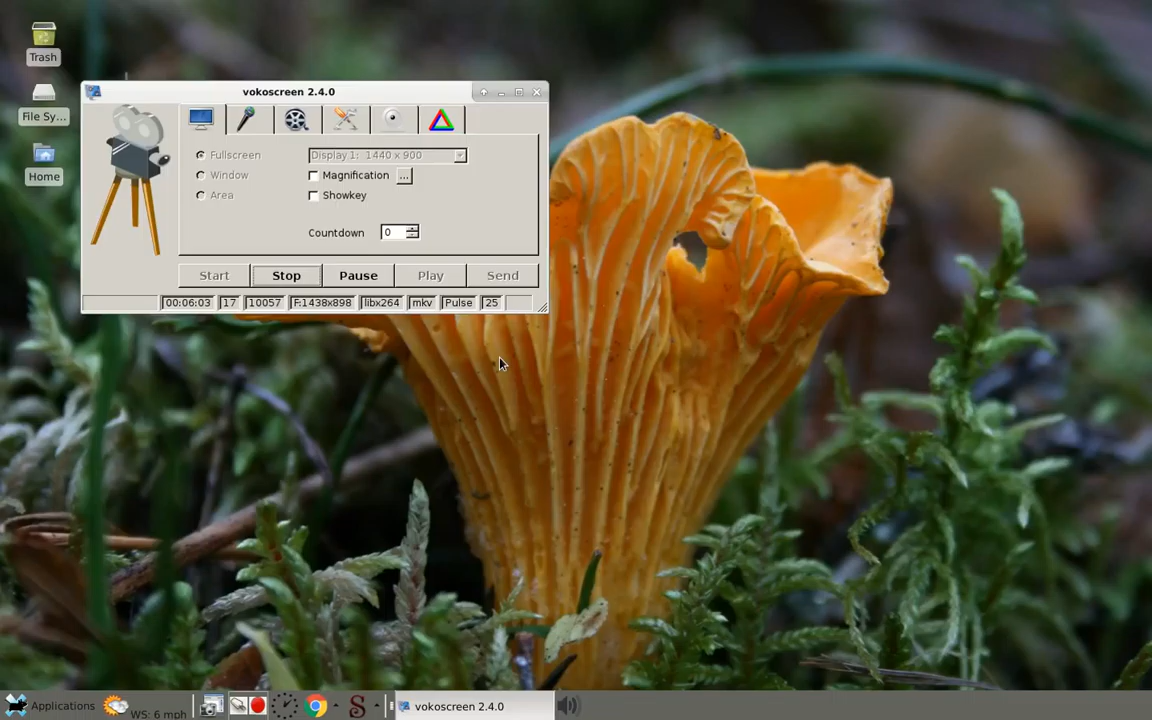 Trash
File Sy...
Home
vokoscreen 2.4.0
Fullscreen
Display 1: 1440 x 900
Window
Magnification
...
Area
Showkey
Countdown
0
Start
Stop
Pause
Play
Send
00:06:03
17
10057
F:1438x898
libx264
mkv
Pulse
25
Applications
WS: 6 mph
vokoscreen 2.4.0